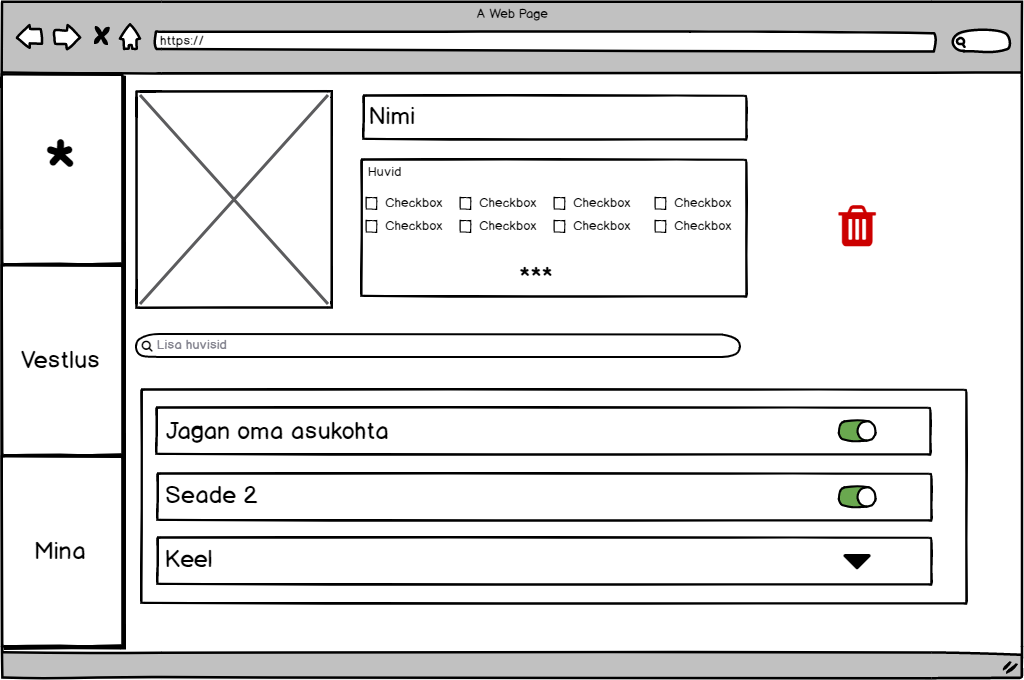 A Web Page
https://
*
Vestlus
Mina
Nimi
Huvid
Checkbox Checkbox Checkbox Checkbox
Checkbox Checkbox Checkbox Checkbox
***
Lisa huvisid
Jagan oma asukohta
Seade 2
Keel